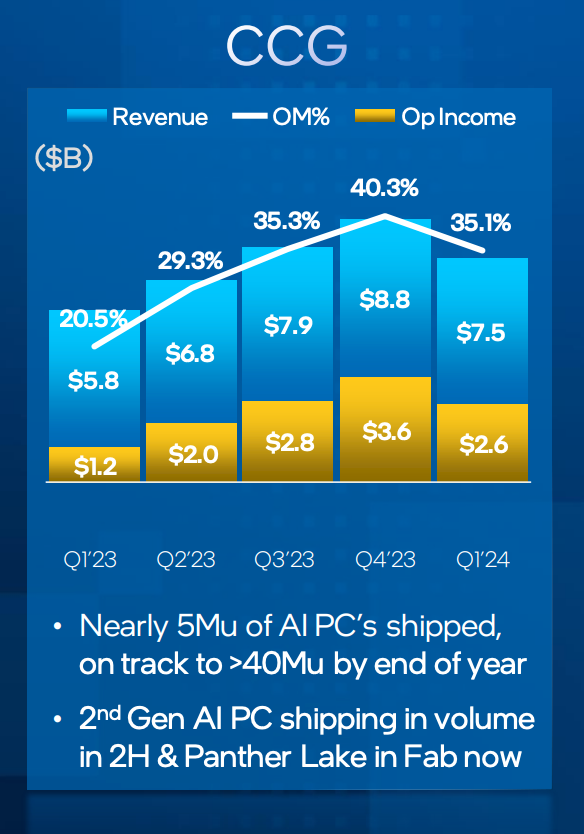 CCG
Revenue OM% Op Income
($B)
40.3%
35.3% 35.1%
29.3%
20.5%
$5.8 $6.8 $7.9 $8.8 $7.5
$1.2 $2.0 $2.8 $3.6 $2.6
Q1'23 Q2'23 Q3'23 Q4'23 Q1'24
• Nearly 5Mu of AI PC's shipped,
on track to >40Mu by end of year
• 2nd Gen AI PC shipping in volume
in 2H & Panther Lake in Fab now